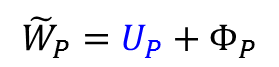 W̃_P = U_P + Φ_P